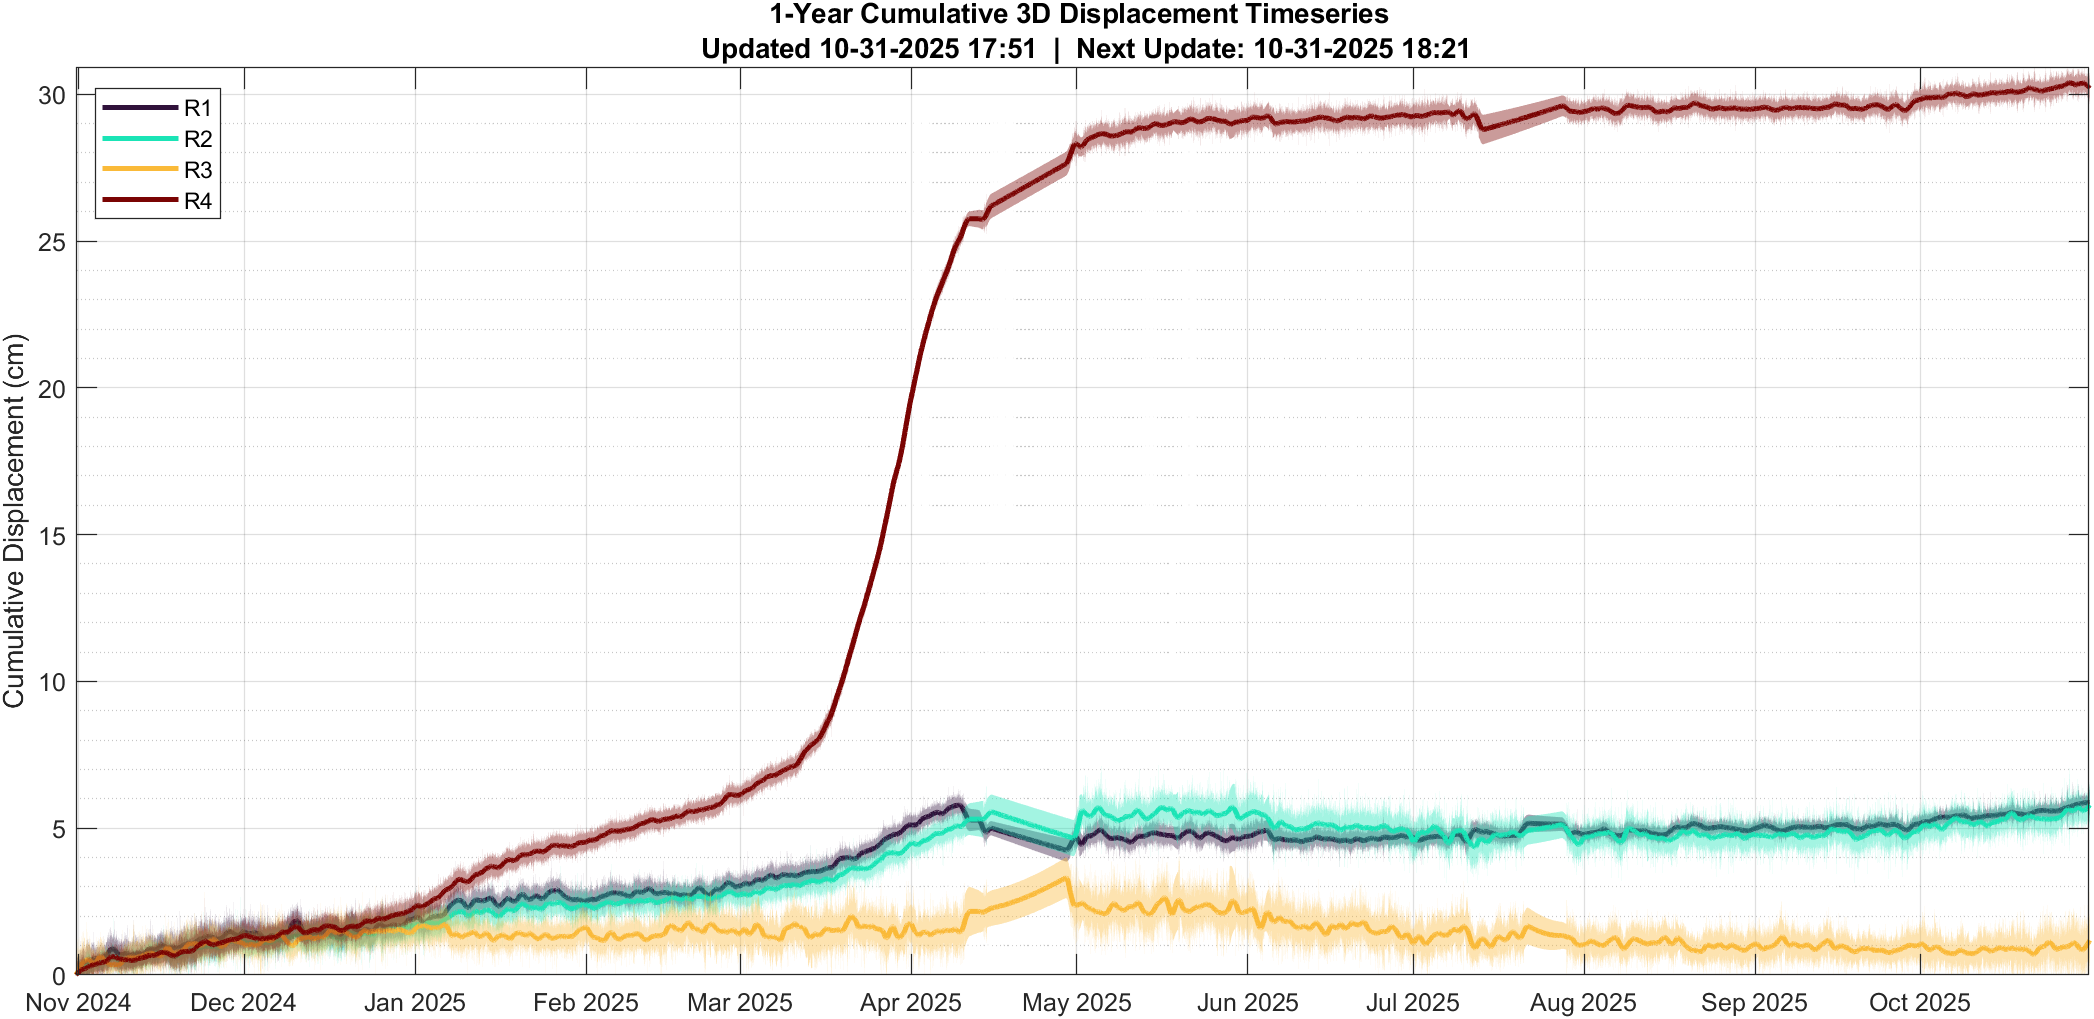 1-Year Cumulative 3D Displacement Timeseries
Updated 10-31-2025 17:51 | Next Update: 10-31-2025 18:21
R1
R2
R3
R4
Cumulative Displacement (cm)
30
25
20
15
10
5
0
Nov 2024 Dec 2024 Jan 2025 Feb 2025 Mar 2025 Apr 2025 May 2025 Jun 2025 Jul 2025 Aug 2025 Sep 2025 Oct 2025